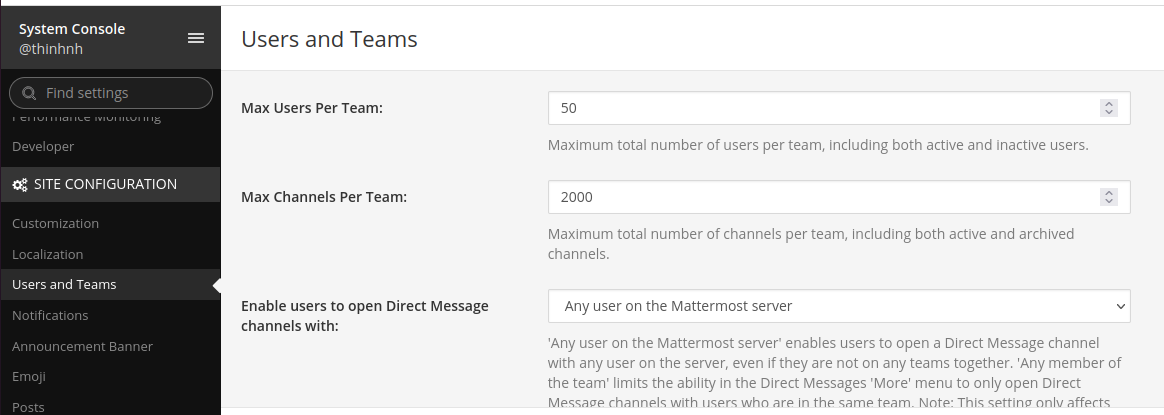 System Console
@thinhnh
Find settings
Performance Monitoring
Developer
SITE CONFIGURATION
Customization
Localization
Users and Teams
Notifications
Announcement Banner
Emoji
Posts
Users and Teams
Max Users Per Team:
50
Maximum total number of users per team, including both active and inactive users.
Max Channels Per Team:
2000
Maximum total number of channels per team, including both active and archived
channels.
Enable users to open Direct Message
channels with:
Any user on the Mattermost server
'Any user on the Mattermost server' enables users to open a Direct Message channel
with any user on the server, even if they are not on any teams together. 'Any member of
the team' limits the ability in the Direct Messages 'More' menu to only open Direct
Message channels with users who are in the same team. Note: This setting only affects